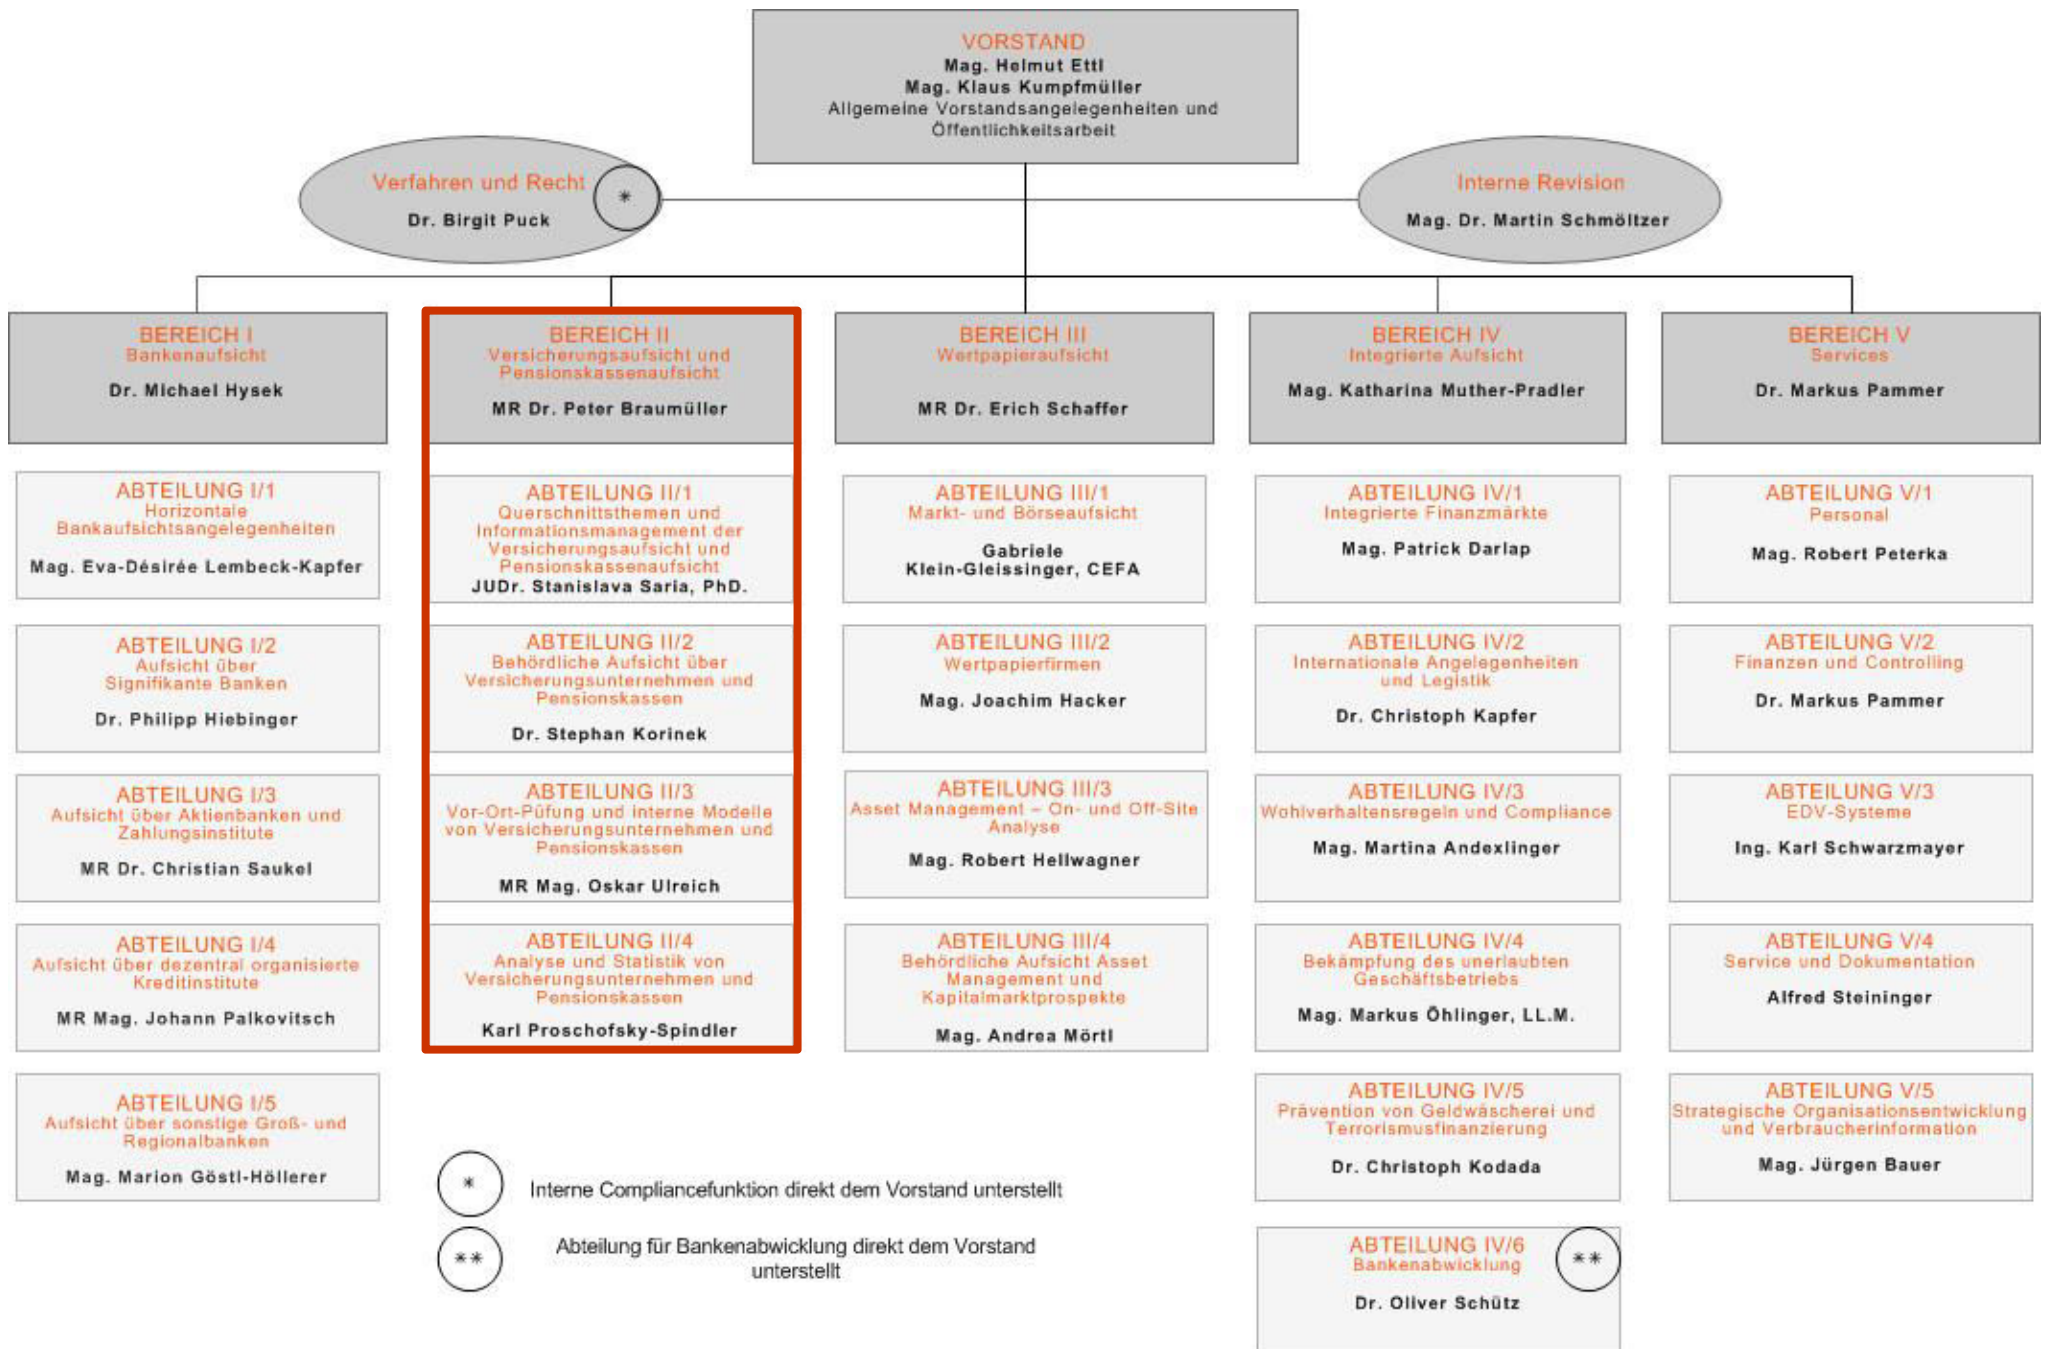 VORSTAND
Mag. Helmut Ettl
Mag. Klaus Kumpfmüller
Allgemeine Vorstandsangelegenheiten und
Öffentlichkeitsarbeit
Verfahren und Recht
*
Dr. Birgit Puck
Interne Revision
Mag. Dr. Martin Schmöltzer
BEREICH I
Bankenaufsicht
Dr. Michael Hysek
BEREICH II
Versicherungsaufsicht und
Pensionskassenaufsicht
MR Dr. Peter Braumüller
BEREICH III
Wertpapieraufsicht
MR Dr. Erich Schaffer
BEREICH IV
Integrierte Aufsicht
Mag. Katharina Muther-Pradler
BEREICH V
Services
Dr. Markus Pammer
ABTEILUNG I/1
Horizontale
Bankaufsichtsangelegenheiten
Mag. Eva-Désirée Lembeck-Kapfer
ABTEILUNG II/1
Querschnittsthemen und
Informationsmanagement der
Versicherungsaufsicht und
Pensionskassenaufsicht
JUDr. Stanislava Saria, PhD.
ABTEILUNG III/1
Markt- und Börseaufsicht
Gabriele
Klein-Gleissinger, CEFA
ABTEILUNG IV/1
Integrierte Finanzmärkte
Mag. Patrick Darlap
ABTEILUNG V/1
Personal
Mag. Robert Peterka
ABTEILUNG I/2
Aufsicht über
Signifikante Banken
Dr. Philipp Hiebinger
ABTEILUNG II/2
Behördliche Aufsicht über
Versicherungsunternehmen und
Pensionskassen
Dr. Stephan Korinek
ABTEILUNG III/2
Wertpapierfirmen
Mag. Joachim Hacker
ABTEILUNG IV/2
Internationale Angelegenheiten
und Legistik
Dr. Christoph Kapfer
ABTEILUNG V/2
Finanzen und Controlling
Dr. Markus Pammer
ABTEILUNG I/3
Aufsicht über Aktienbanken und
Zahlungsinstitute
MR Dr. Christian Saukel
ABTEILUNG II/3
Vor-Ort-Püfung und interne Modelle
von Versicherungsunternehmen und
Pensionskassen
MR Mag. Oskar Ulreich
ABTEILUNG III/3
Asset Management – On- und Off-Site
Analyse
Mag. Robert Hellwagner
ABTEILUNG IV/3
Wohlverhaltensregeln und Compliance
Mag. Martina Andexlinger
ABTEILUNG V/3
EDV-Systeme
Ing. Karl Schwarzmayer
ABTEILUNG I/4
Aufsicht über dezentral organisierte
Kreditinstitute
MR Mag. Johann Palkovitsch
ABTEILUNG II/4
Analyse und Statistik von
Versicherungsunternehmen und
Pensionskassen
Karl Proschofsky-Spindler
ABTEILUNG III/4
Behördliche Aufsicht Asset
Management und
Kapitalmarktprospekte
Mag. Andrea Mörtl
ABTEILUNG IV/4
Bekämpfung des unerlaubten
Geschäftsbetriebs
Mag. Markus Öhlinger, LL.M.
ABTEILUNG V/4
Service und Dokumentation
Alfred Steininger
ABTEILUNG I/5
Aufsicht über sonstige Groß- und
Regionalbanken
Mag. Marion Göstl-Höllerer
ABTEILUNG IV/5
Prävention von Geldwäscherei und
Terrorismusfinanzierung
Dr. Christoph Kodada
ABTEILUNG V/5
Strategische Organisationsentwicklung
und Verbraucherinformation
Mag. Jürgen Bauer
* Interne Compliancefunktion direkt dem Vorstand unterstellt
** Abteilung für Bankenabwicklung direkt dem Vorstand
unterstellt
ABTEILUNG IV/6
Bankenabwicklung
**
Dr. Oliver Schütz